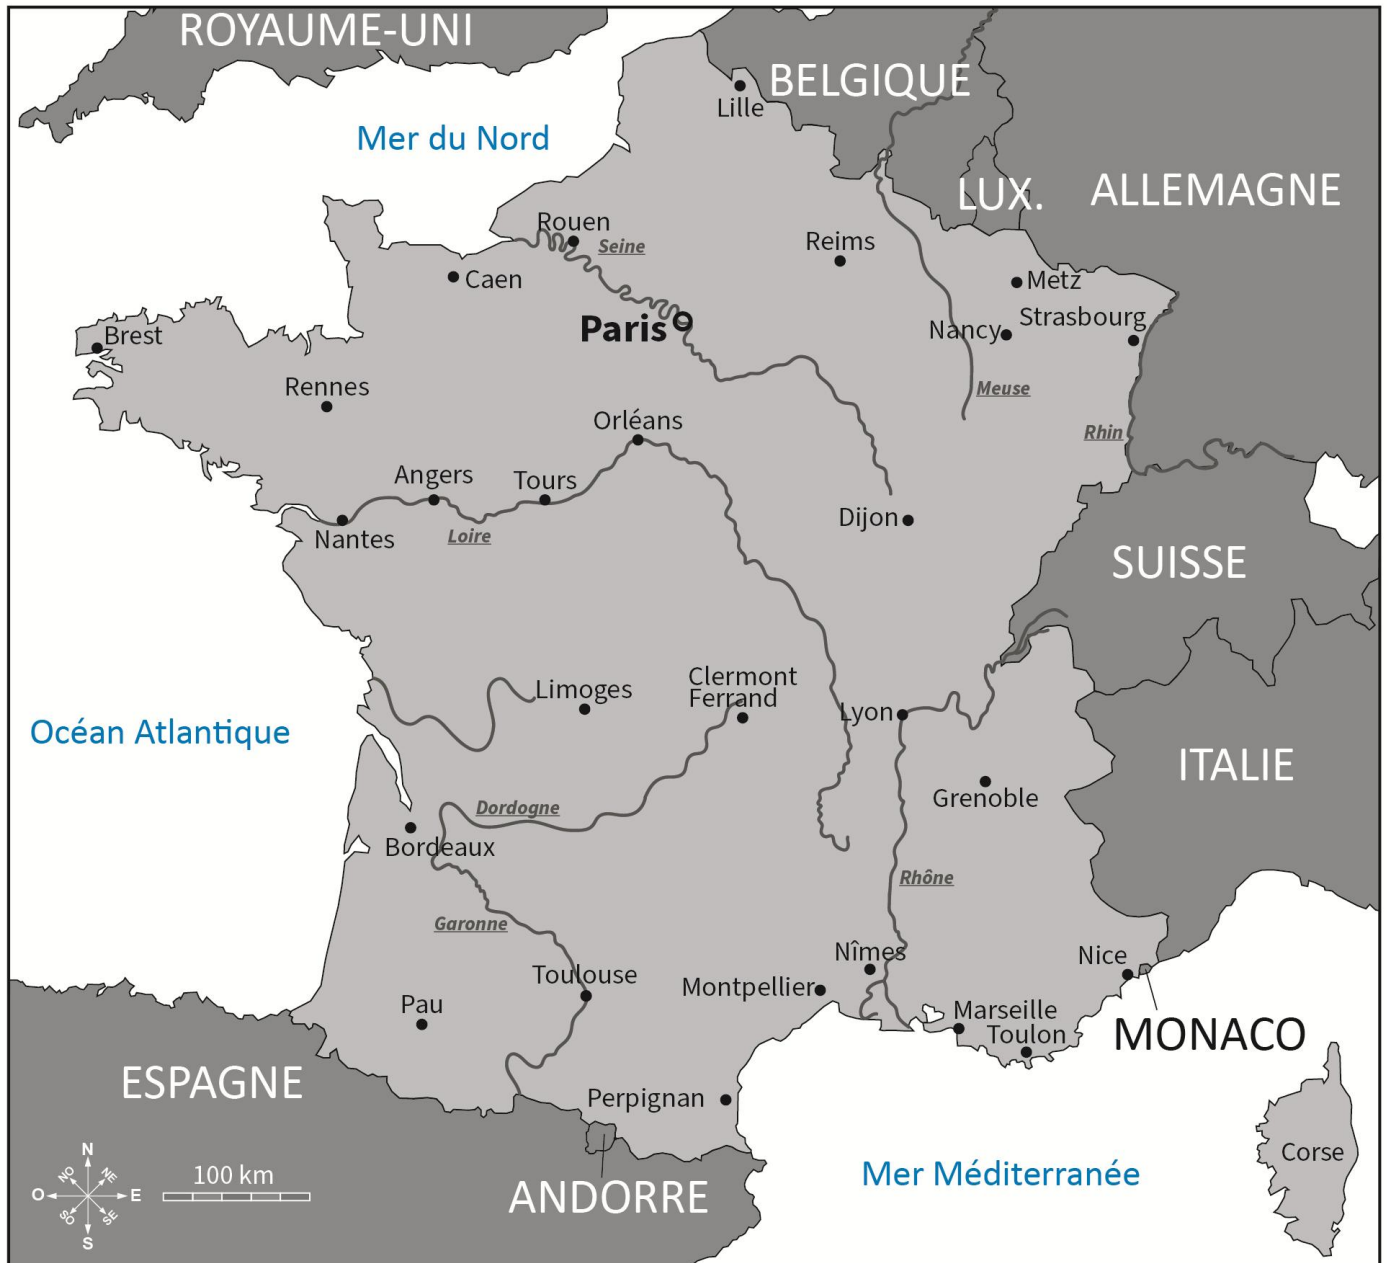 ROYAUME-UNI
BELGIQUE
Lille
Mer du Nord
LUX.
ALLEMAGNE
Rouen
Seine
Reims
Caen
Metz
Paris
Nancy
Strasbourg
Brest
Rennes
Meuse
Orléans
Rhin
Angers
Tours
Nantes
Loire
Dijon
SUISSE
Clermont
Ferrand
Limoges
Lyon
Océan Atlantique
ITALIE
Grenoble
Dordogne
Bordeaux
Rhône
Garonne
Nîmes
Nice
Toulouse
Montpellier
Pau
Marseille
Toulon
MONACO
ESPAGNE
Perpignan
Corse
N
NO
NE
O
E
SO
SE
S
100 km
Mer Méditerranée
ANDORRE